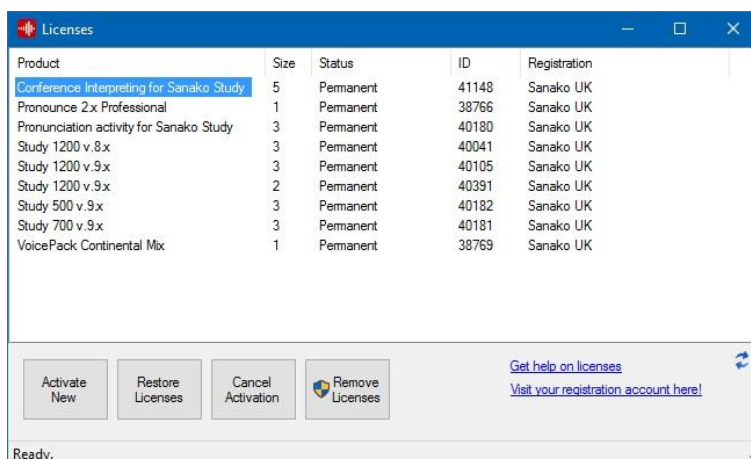 Licenses
Product Size Status ID Registration
Conference Interpreting for Sanako Study 5 Permanent 41148 Sanako UK
Pronounce 2.x Professional 1 Permanent 38766 Sanako UK
Pronunciation activity for Sanako Study 3 Permanent 40180 Sanako UK
Study 1200 v.8.x 3 Permanent 40041 Sanako UK
Study 1200 v.9.x 3 Permanent 40105 Sanako UK
Study 1200 v.9.x 2 Permanent 40391 Sanako UK
Study 500 v.9.x 3 Permanent 40182 Sanako UK
Study 700 v.9.x 3 Permanent 40181 Sanako UK
VoicePack Continental Mix 1 Permanent 38769 Sanako UK
Activate
New
Restore
Licenses
Cancel
Activation
Remove
Licenses
Get help on licenses
Visit your registration account here!
Ready.